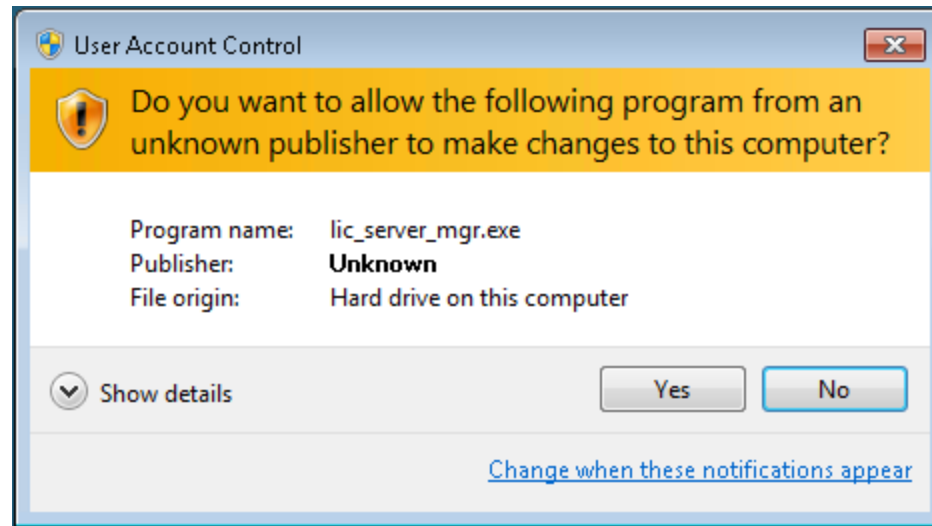 User Account Control
Do you want to allow the following program from an
unknown publisher to make changes to this computer?
Program name: lic_server_mgr.exe
Publisher: Unknown
File origin: Hard drive on this computer
Show details
Yes
No
Change when these notifications appear